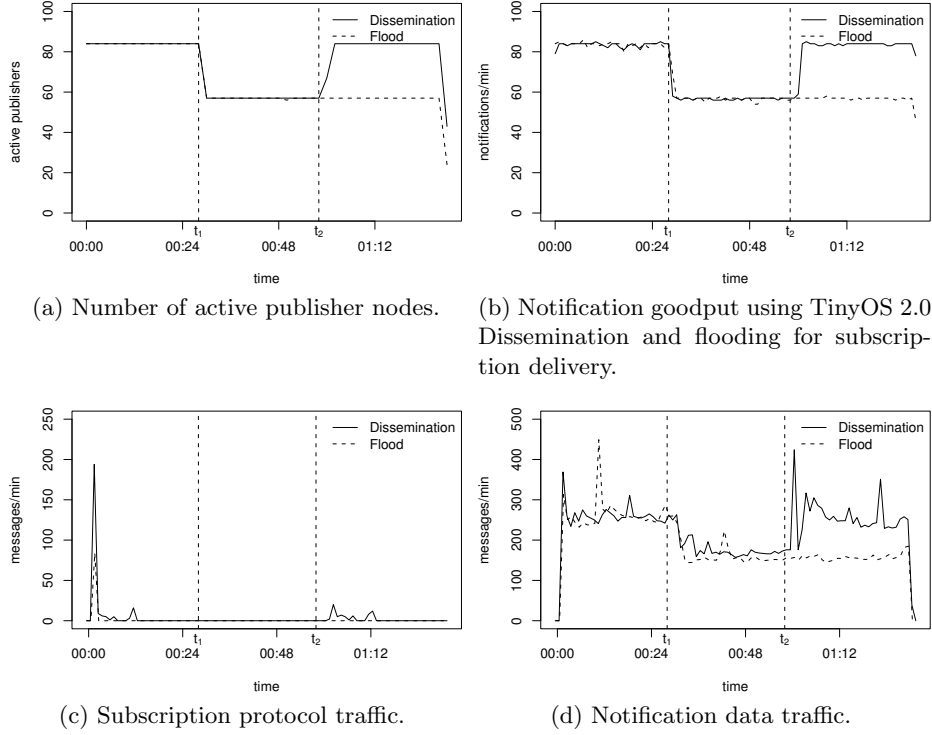 100
80
60
40
20
0
active publishers
Dissemination
Flood
t1
t2
00:00
00:24
00:48
01:12
time
(a) Number of active publisher nodes.
100
80
60
40
20
0
notifications/min
Dissemination
Flood
t1
t2
00:00
00:24
00:48
01:12
time
(b) Notification goodput using TinyOS 2.0
Dissemination and flooding for subscrip-
tion delivery.
250
200
150
100
50
0
messages/min
Dissemination
Flood
t1
t2
00:00
00:24
00:48
01:12
time
(c) Subscription protocol traffic.
500
400
300
200
100
0
messages/min
Dissemination
Flood
t1
t2
00:00
00:24
00:48
01:12
time
(d) Notification data traffic.